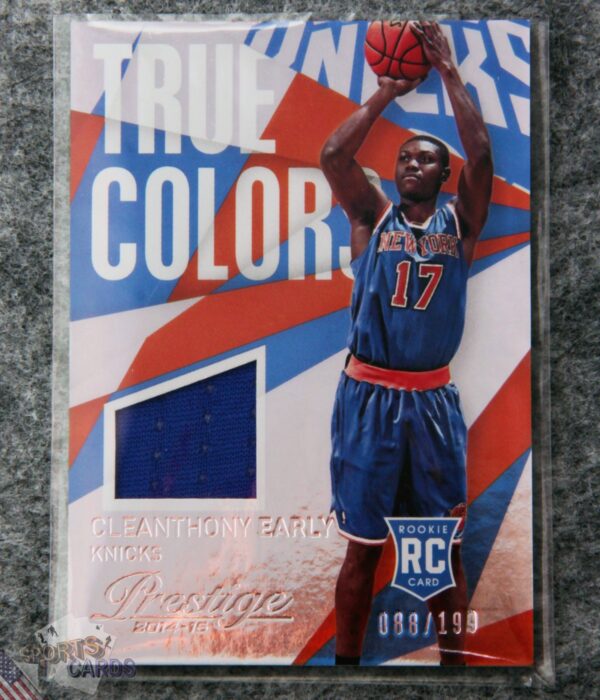 KNICKS
TRUE
COLORS
NEW YORK
17
CLEANTHONY EARLY
KNICKS
ROOKIE
RC
CARD
Prestige
2014-15
088/199
SPORTS
CARDS